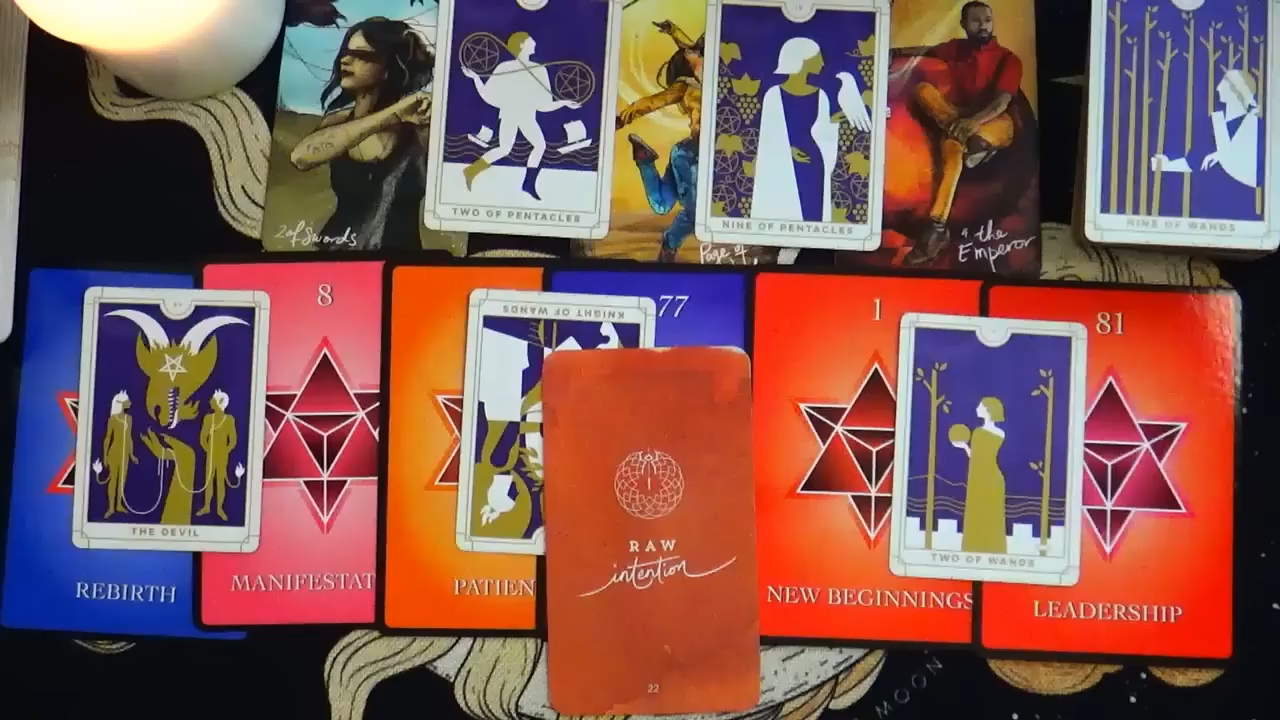 2 of Swords
TWO OF PENTACLES
Page of
NINE OF PENTACLES
4. the
Emperor
NINE OF WANDS
THE DEVIL
REBIRTH
8
MANIFESTAT
KNIGHT OF WANDS
PATIEN
77
RAW
intention
22
1
NEW BEGINNINGS
TWO OF WANDS
81
LEADERSHIP
MOON